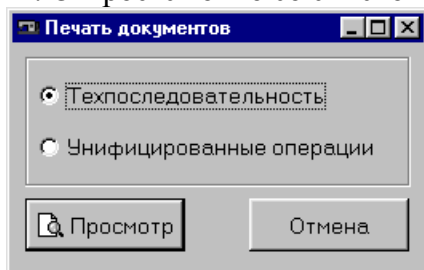 Печать документов
Техпоследовательность
Унифицированные операции
Просмотр
Отмена